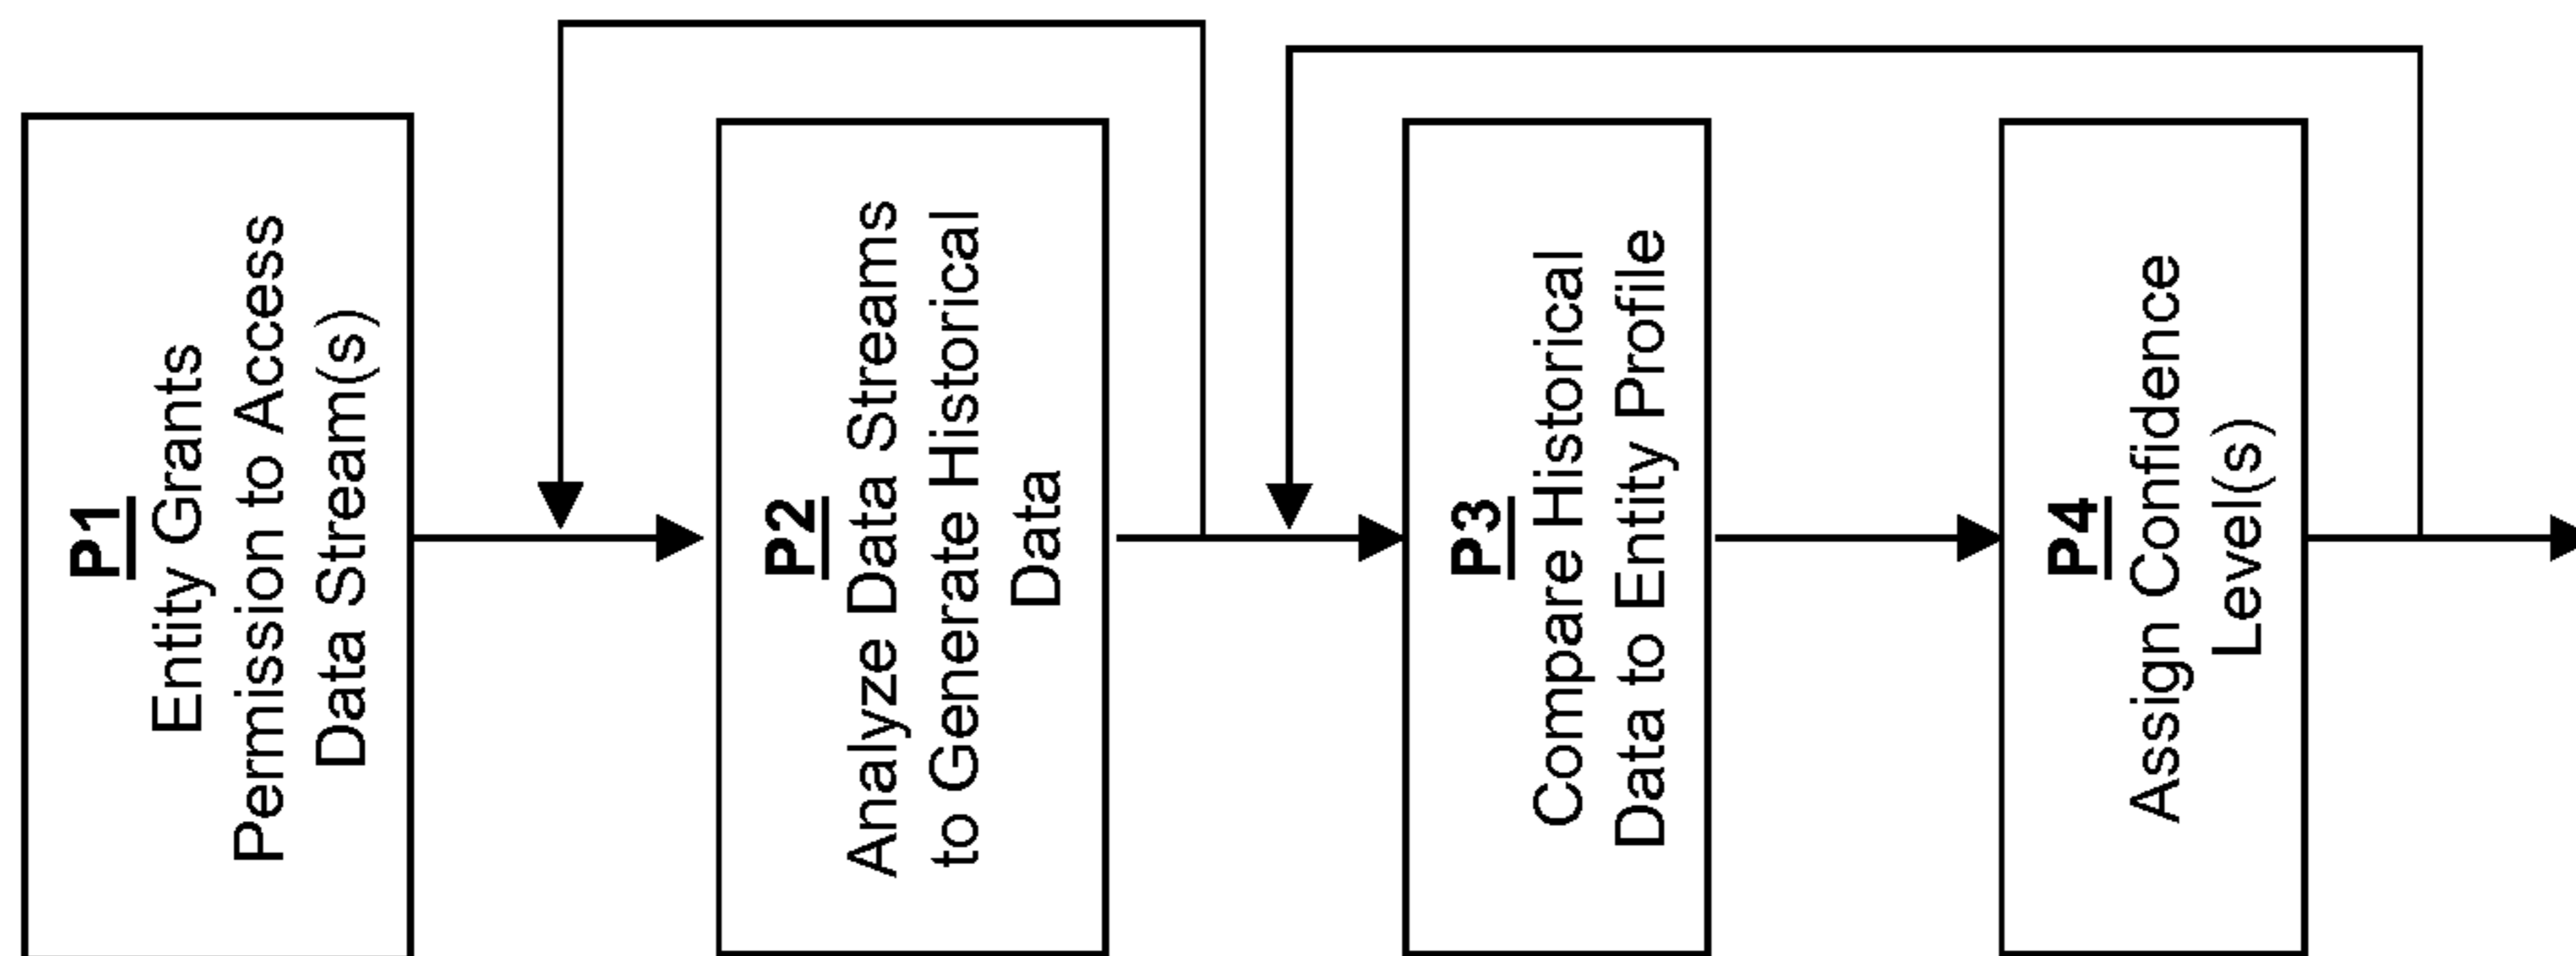 P1
Entity Grants
Permission to Access
Data Stream(s)
P2
Analyze Data Streams
to Generate Historical
Data
P3
Compare Historical
Data to Entity Profile
P4
Assign Confidence
Level(s)